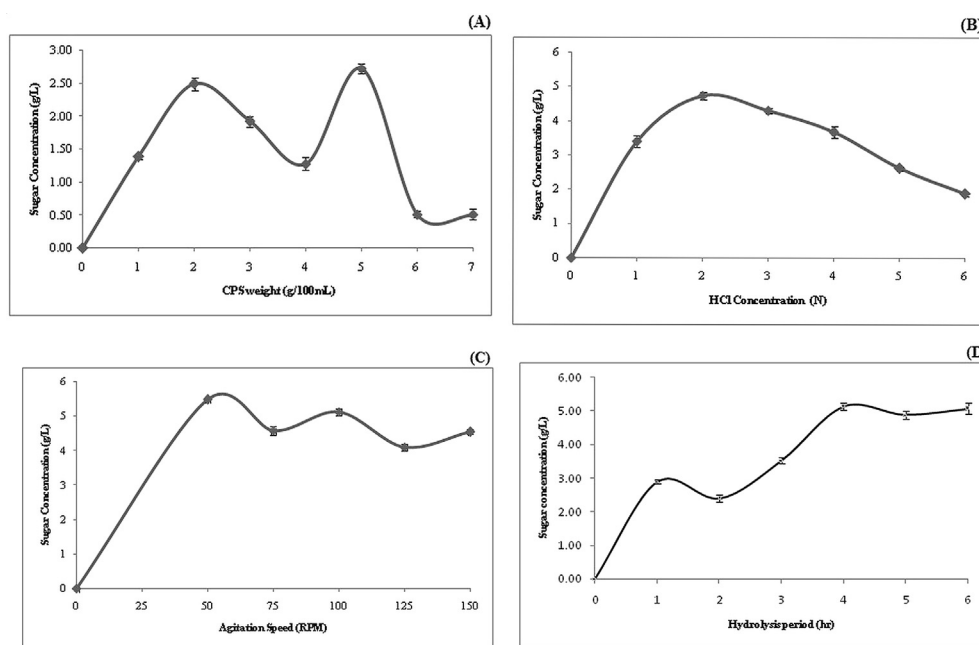 (A)
3.00
2.50
2.00
1.50
1.00
0.50
0.00
0 1 2 3 4 5 6 7
Sugar Concentration (g/L)
CPS weight (g/100mL)
(B)
6
5
4
3
2
1
0
0 1 2 3 4 5 6
Sugar Concentration (g/L)
HCl Concentration (N)
(C)
6
5
4
3
2
1
0
0 25 50 75 100 125 150
Sugar Concentration (g/L)
Agitation Speed (RPM)
(D
6.00
5.00
4.00
3.00
2.00
1.00
0.00
0 1 2 3 4 5 6
Sugar concentration (g/L)
Hydrolysis period (hr)